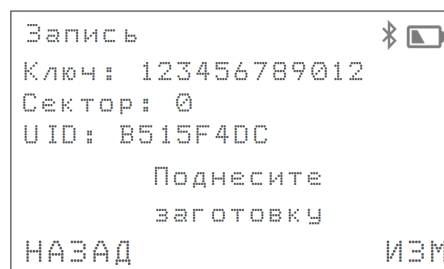 Запись
Ключ: 123456789012
Сектор: 0
UID: B515F4DC
Поднесите
заготовку
НАЗАД ИЗМ